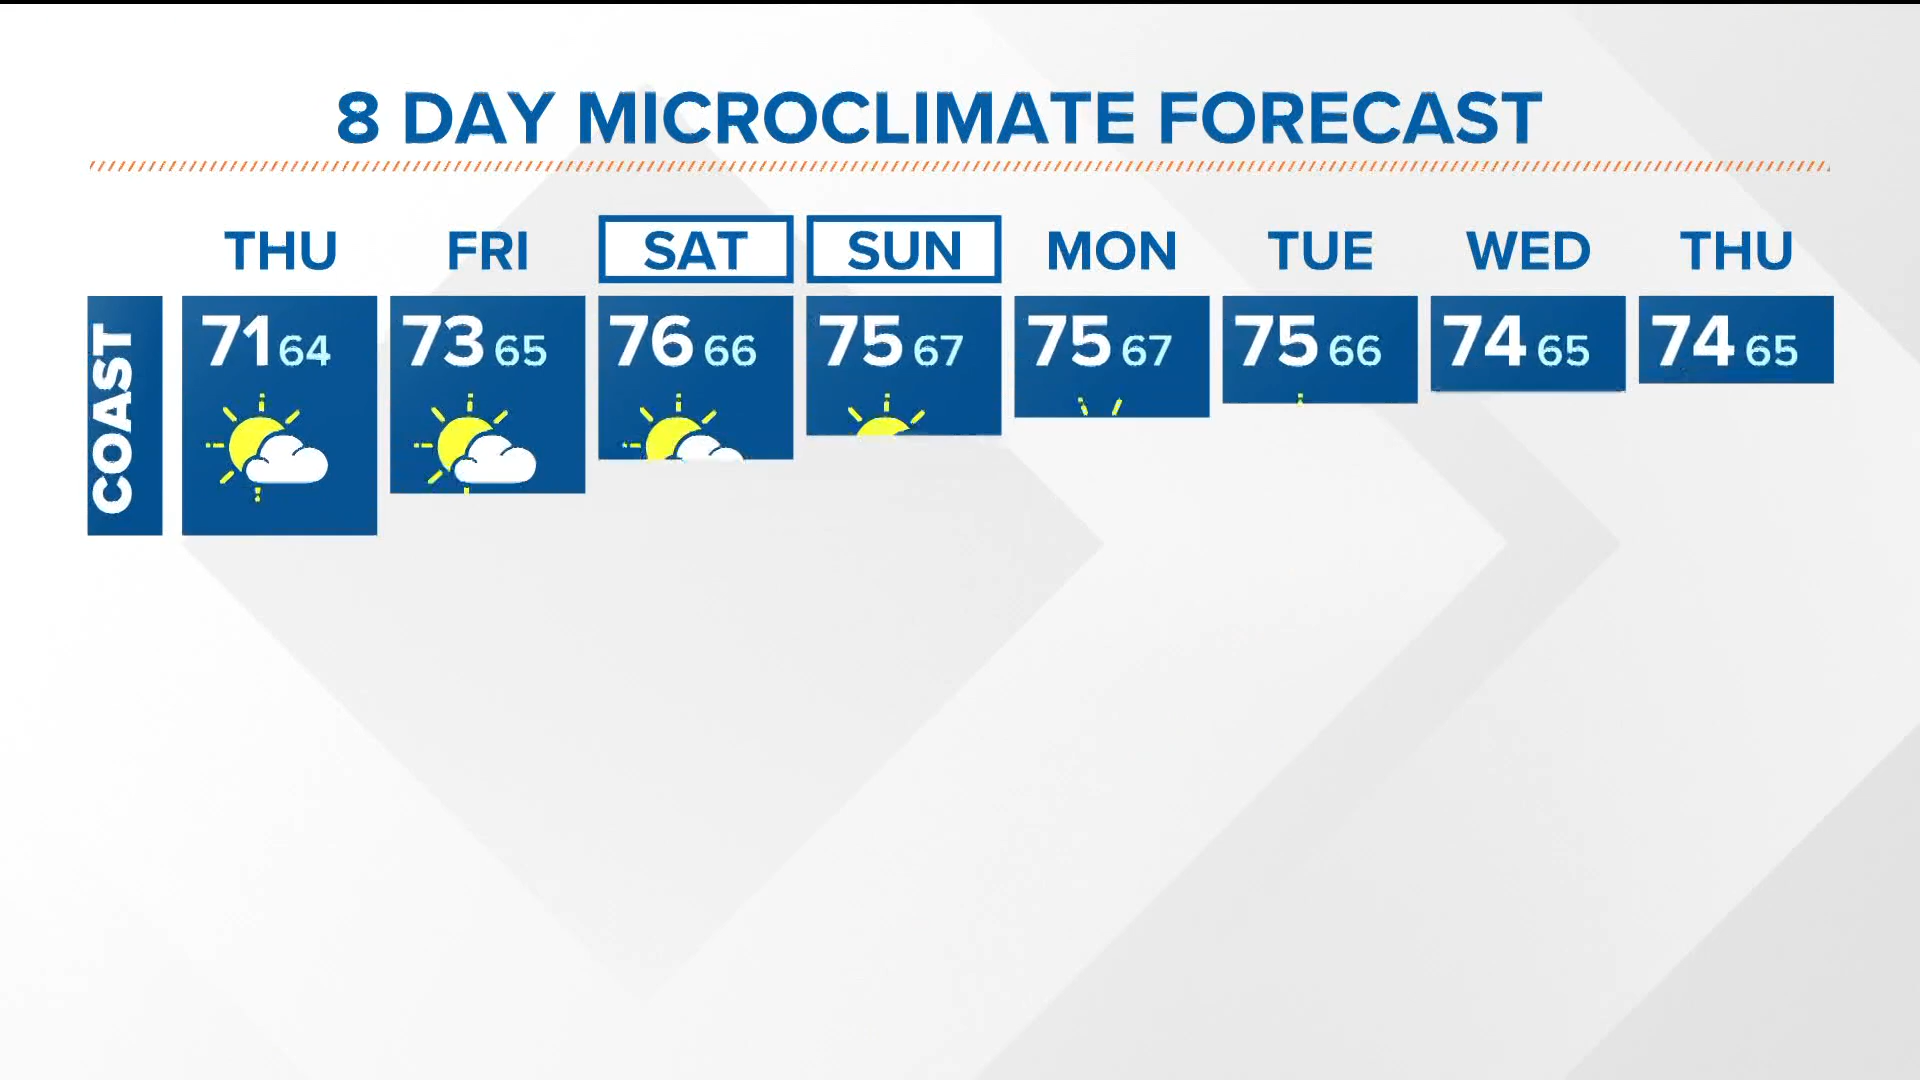 8 DAY MICROCLIMATE FORECAST
THU FRI SAT SUN MON TUE WED THU
COAST
71 64 73 65 76 66 75 67 75 67 75 66 74 65 74 65